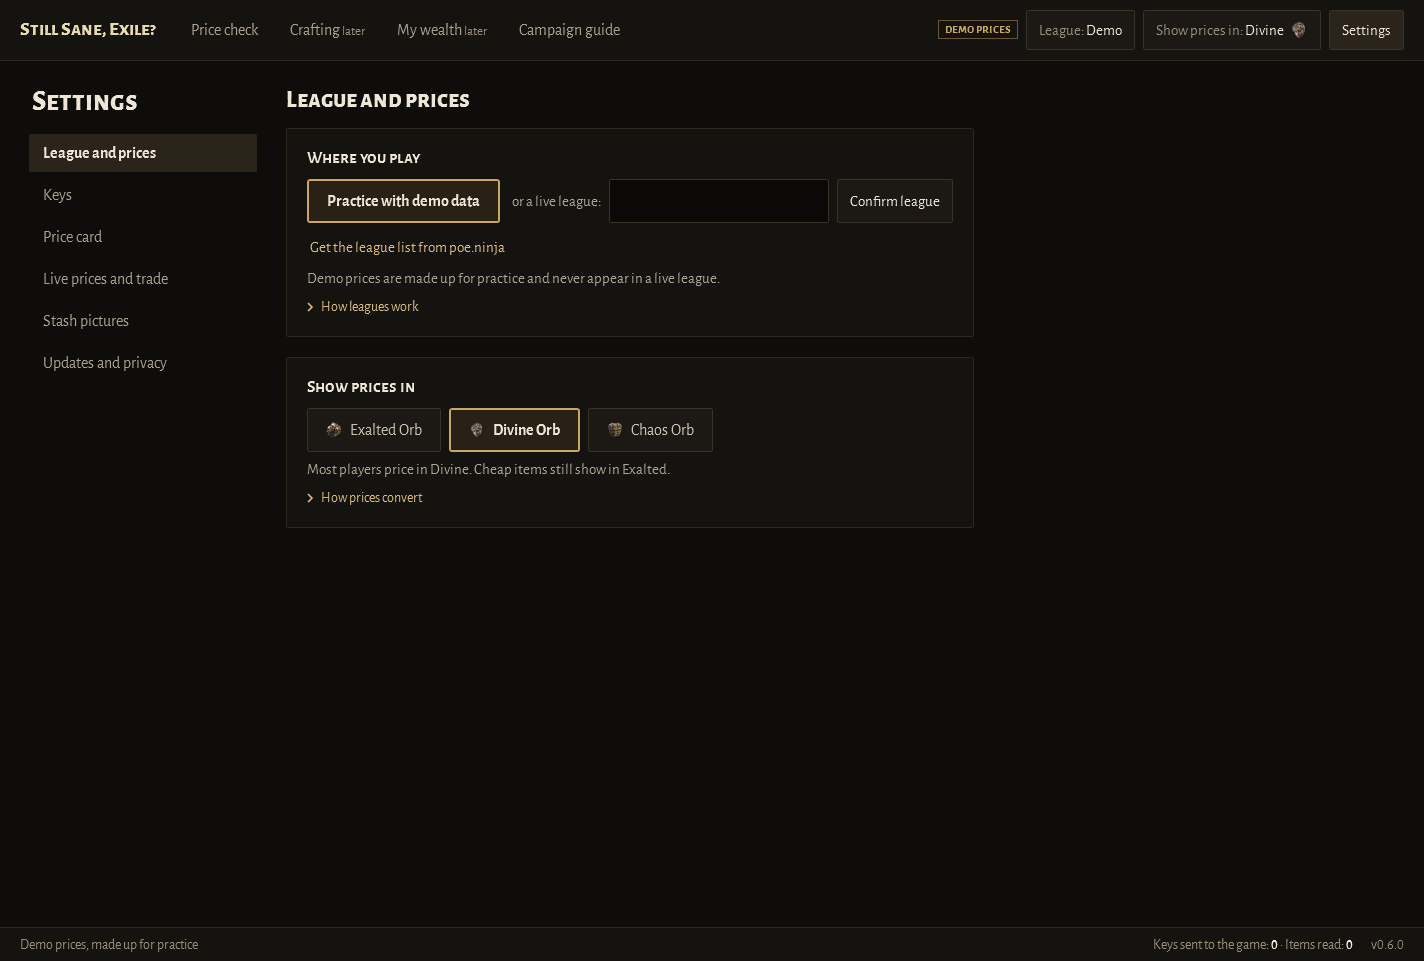 Still Sane, Exile? Price check Crafting later My wealth later Campaign guide DEMO PRICES League: Demo Show prices in: Divine Settings
Settings
League and prices
Keys
Price card
Live prices and trade
Stash pictures
Updates and privacy
League and prices
Where you play
Practice with demo data or a live league: Confirm league
Get the league list from poe.ninja
Demo prices are made up for practice and never appear in a live league.
How leagues work
Show prices in
Exalted Orb Divine Orb Chaos Orb
Most players price in Divine. Cheap items still show in Exalted.
How prices convert
Demo prices, made up for practice Keys sent to the game: 0 · Items read: 0 v0.6.0